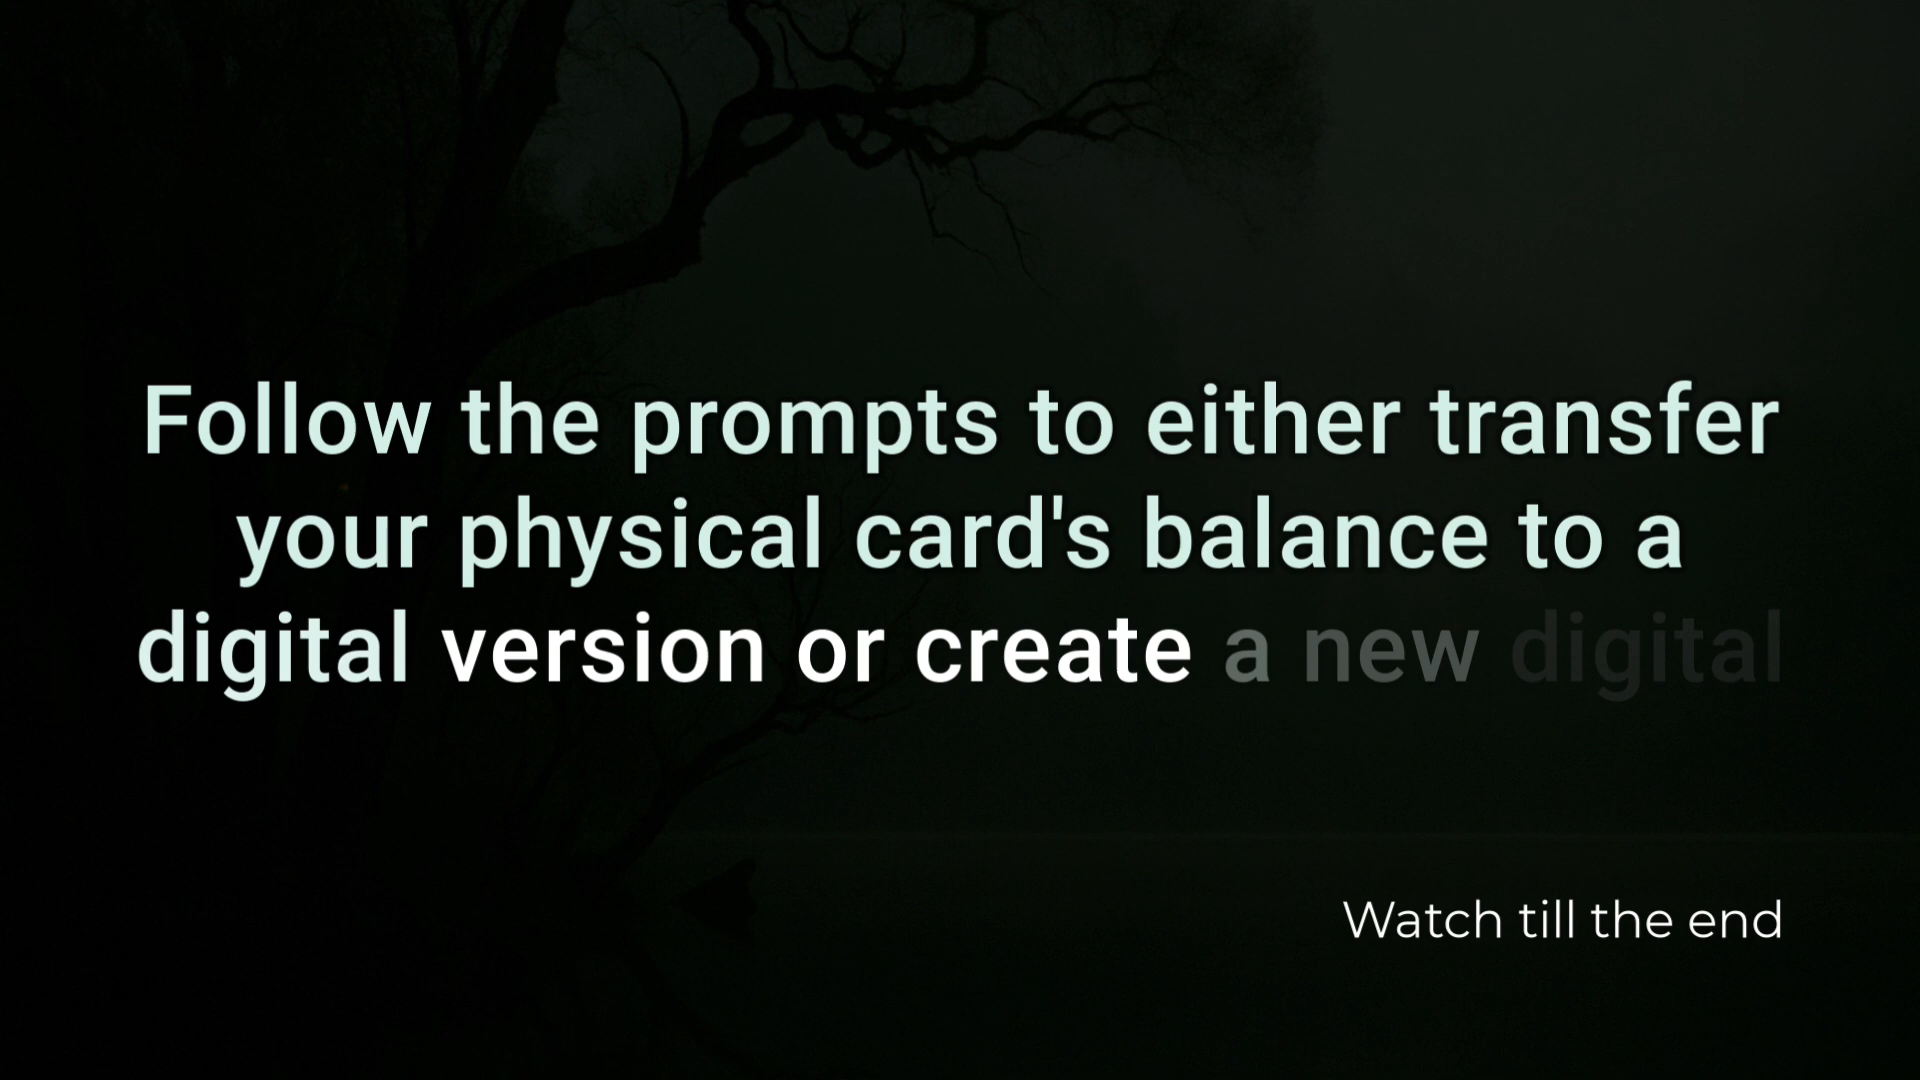 Follow the prompts to either transfer
your physical card's balance to a
digital version or create a new digital
Watch till the end